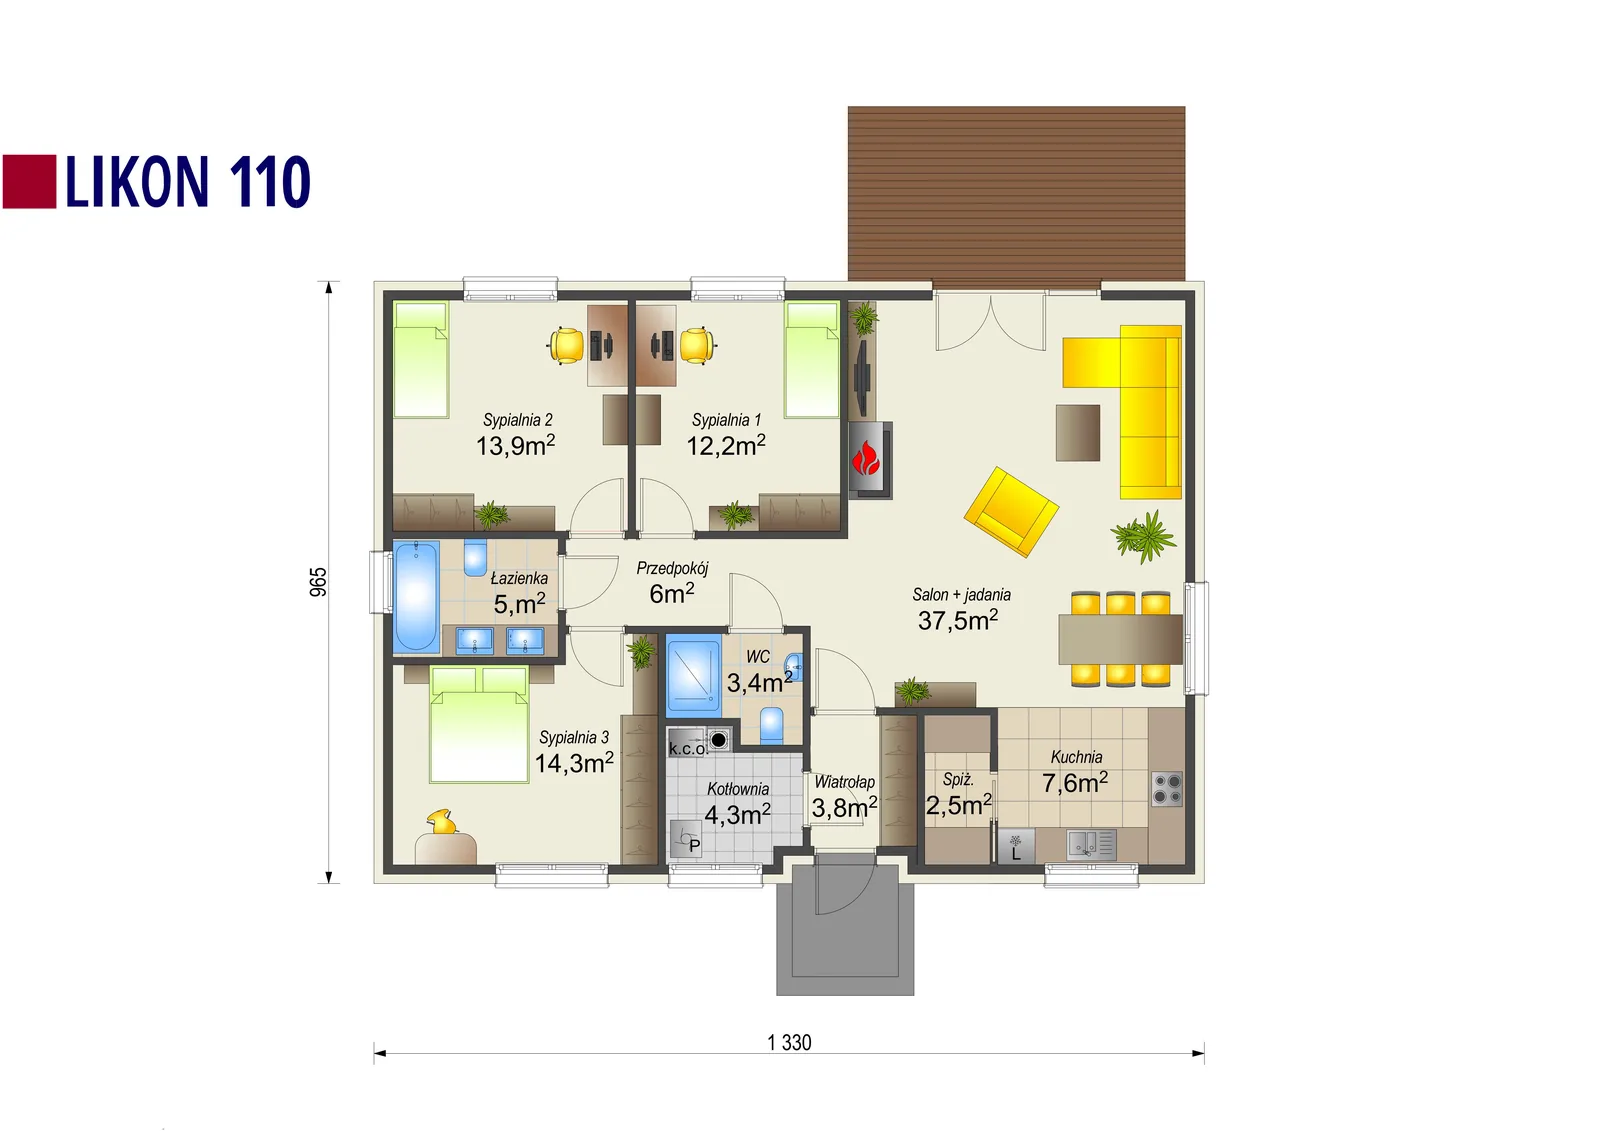 LIKON 110
Sypialnia 2
13,9m²
Sypialnia 1
12,2m²
965
Łazienka
5,m²
Przedpokój
6m²
Salon + jadania
37,5m²
WC
3,4m²
Sypialnia 3
14,3m²
k.c.o.
Kotłownia
4,3m²
P
Wiatrołap
3,8m²
Spiż.
2,5m²
Kuchnia
7,6m²
L
1 330